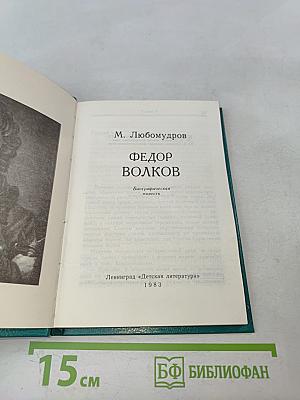 М. Любомудров
ФЕДОР
ВОЛКОВ
Биографическая
повесть
Ленинград «Детская литература»
1983
15 см
БФ БИБЛИОФАН